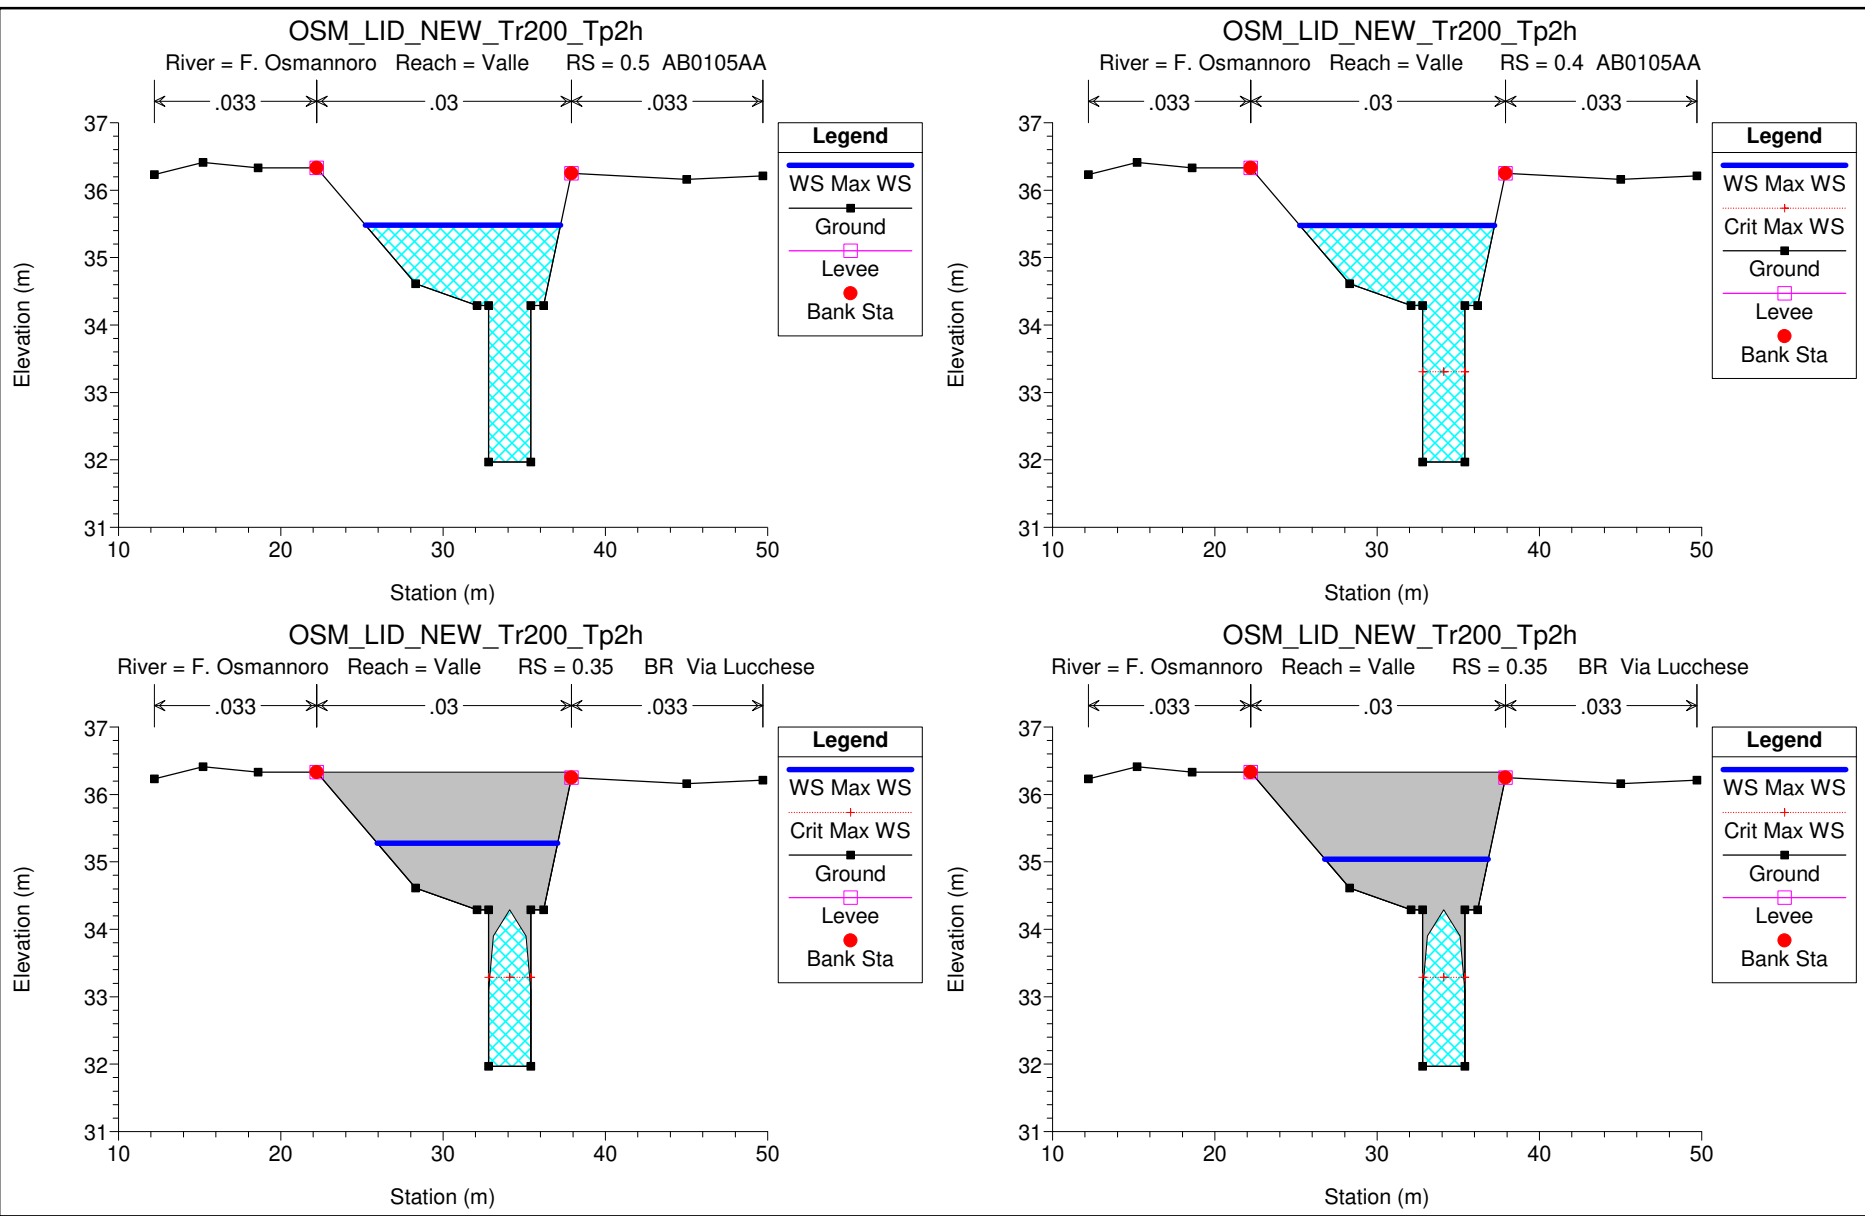 OSM_LID_NEW_Tr200_Tp2h
River = F. Osmannoro Reach = Valle RS = 0.5 AB0105AA
.033 .03 .033
37
36
35
34
33
32
31
10 20 30 40 50
Elevation (m)
Station (m)
Legend
WS Max WS
Ground
Levee
Bank Sta
OSM_LID_NEW_Tr200_Tp2h
River = F. Osmannoro Reach = Valle RS = 0.4 AB0105AA
.033 .03 .033
37
36
35
34
33
32
31
10 20 30 40 50
Elevation (m)
Station (m)
Legend
WS Max WS
Crit Max WS
Ground
Levee
Bank Sta
OSM_LID_NEW_Tr200_Tp2h
River = F. Osmannoro Reach = Valle RS = 0.35 BR Via Lucchese
.033 .03 .033
37
36
35
34
33
32
31
10 20 30 40 50
Elevation (m)
Station (m)
Legend
WS Max WS
Crit Max WS
Ground
Levee
Bank Sta
OSM_LID_NEW_Tr200_Tp2h
River = F. Osmannoro Reach = Valle RS = 0.35 BR Via Lucchese
.033 .03 .033
37
36
35
34
33
32
31
10 20 30 40 50
Elevation (m)
Station (m)
Legend
WS Max WS
Crit Max WS
Ground
Levee
Bank Sta